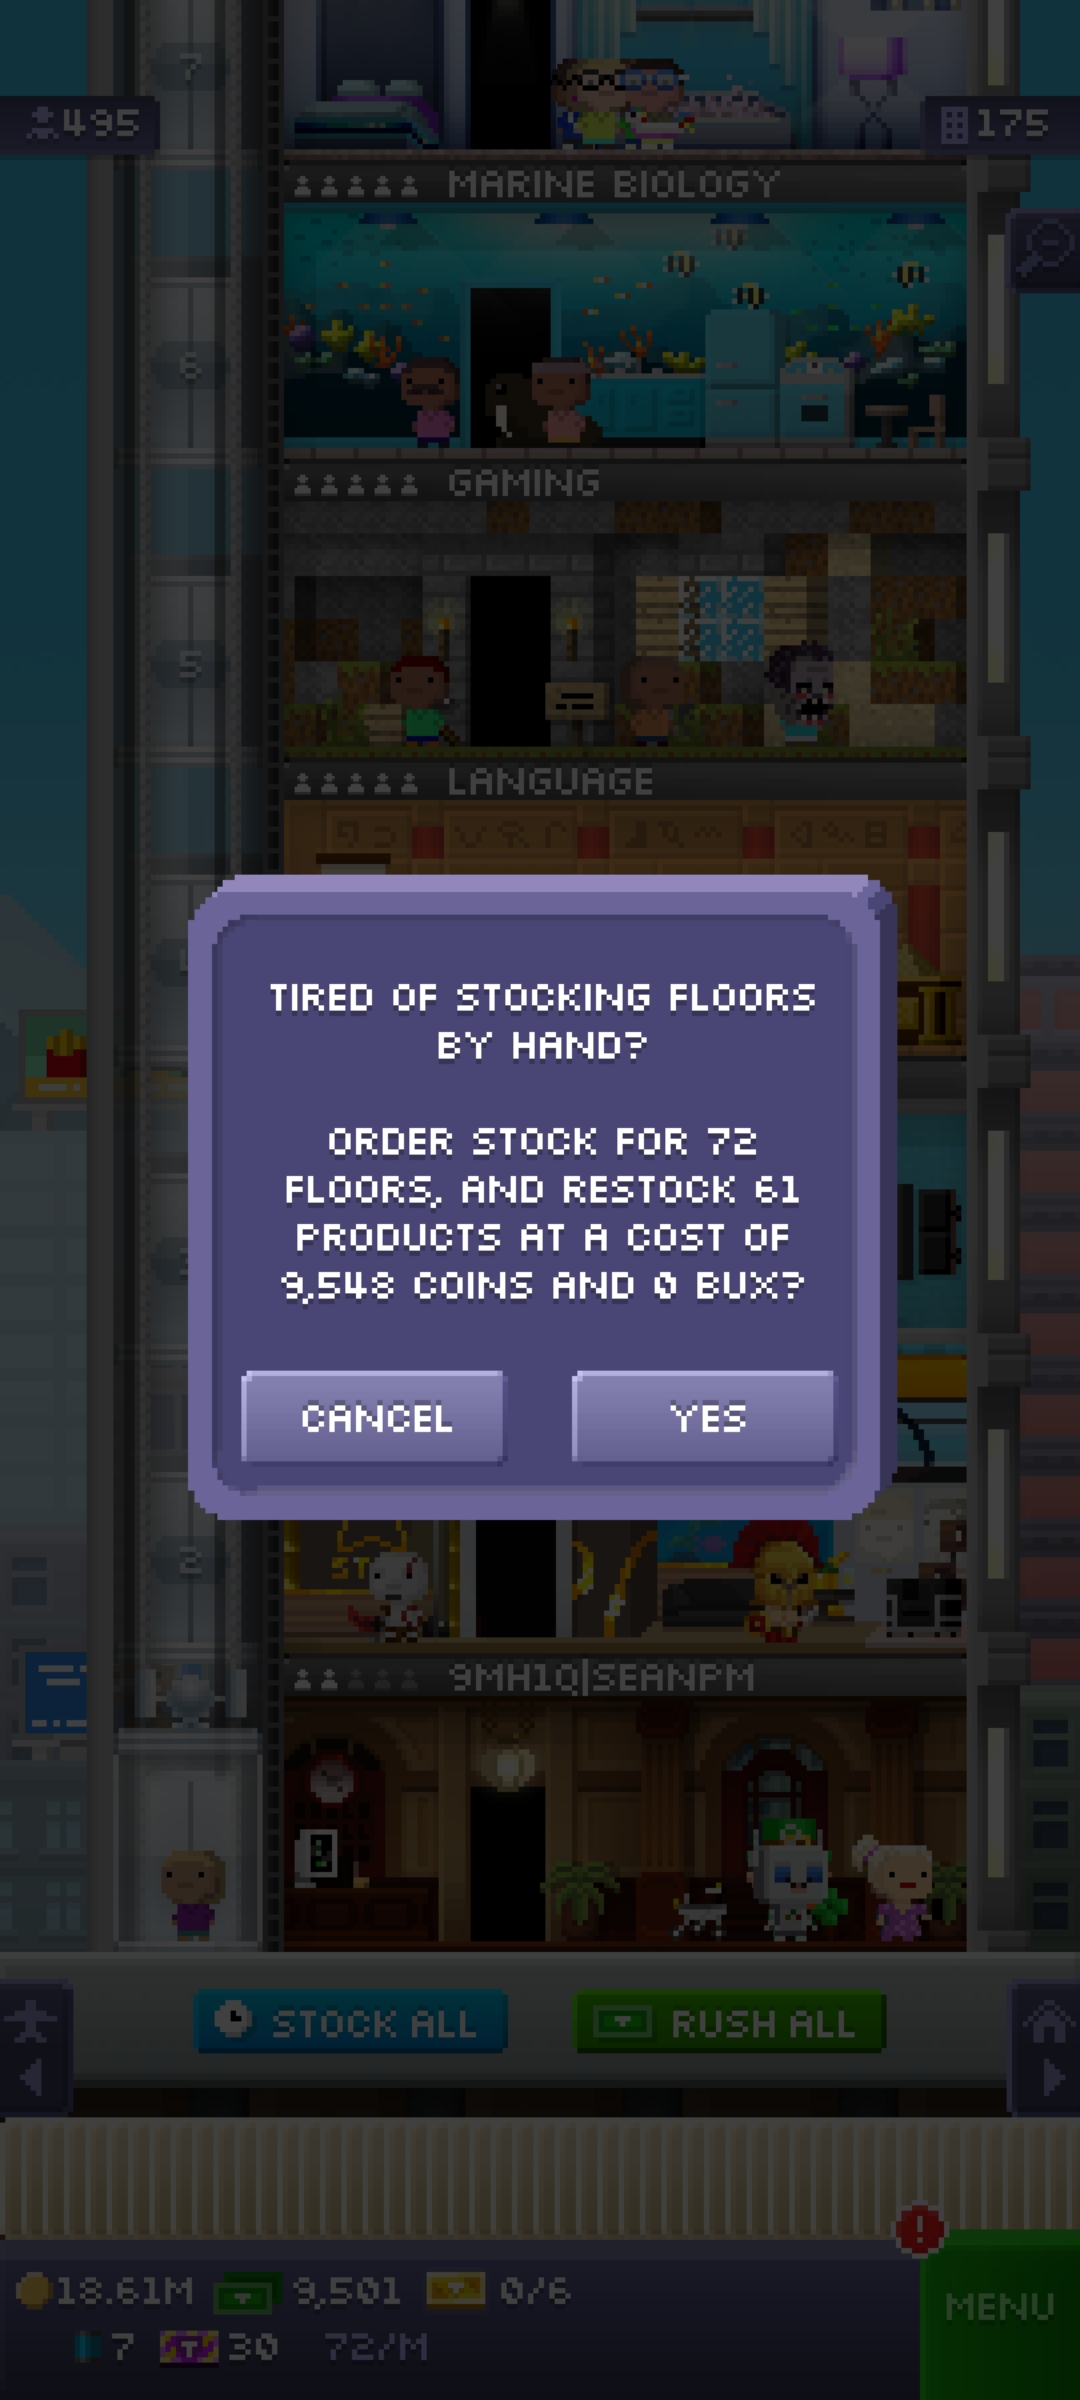 7
495
175
MARINE BIOLOGY
6
GAMING
5
LANGUAGE
TIRED OF STOCKING FLOORS
BY HAND?
ORDER STOCK FOR 72
FLOORS, AND RESTOCK 61
PRODUCTS AT A COST OF
9,548 COINS AND 0 BUX?
CANCEL
YES
2
9MH1Q|SEANPM
STOCK ALL
RUSH ALL
18.61M
9,501
0/6
7
30
72/M
!
MENU